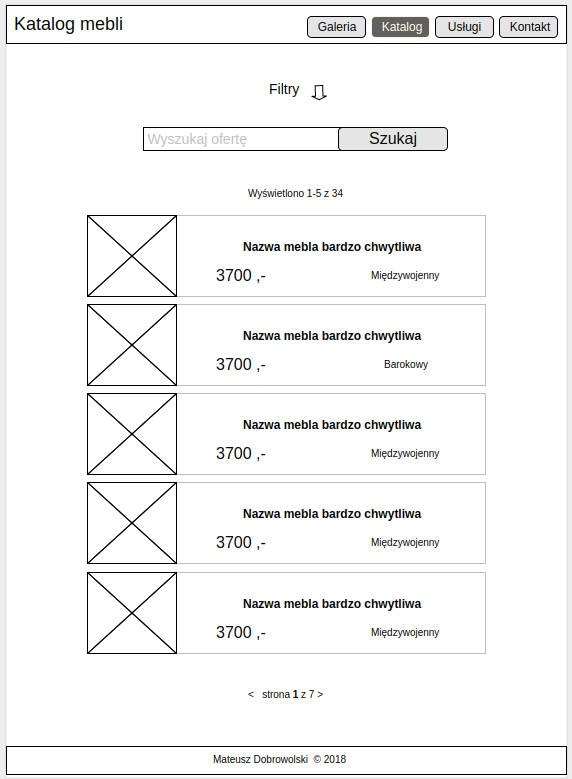 Katalog mebli
Galeria Katalog Usługi Kontakt
Filtry
Wyszukaj ofertę Szukaj
Wyświetlono 1-5 z 34
Nazwa mebla bardzo chwytliwa
3700 ,- Międzywojenny
Nazwa mebla bardzo chwytliwa
3700 ,- Barokowy
Nazwa mebla bardzo chwytliwa
3700 ,- Międzywojenny
Nazwa mebla bardzo chwytliwa
3700 ,- Międzywojenny
Nazwa mebla bardzo chwytliwa
3700 ,- Międzywojenny
< strona 1 z 7 >
Mateusz Dobrowolski © 2018